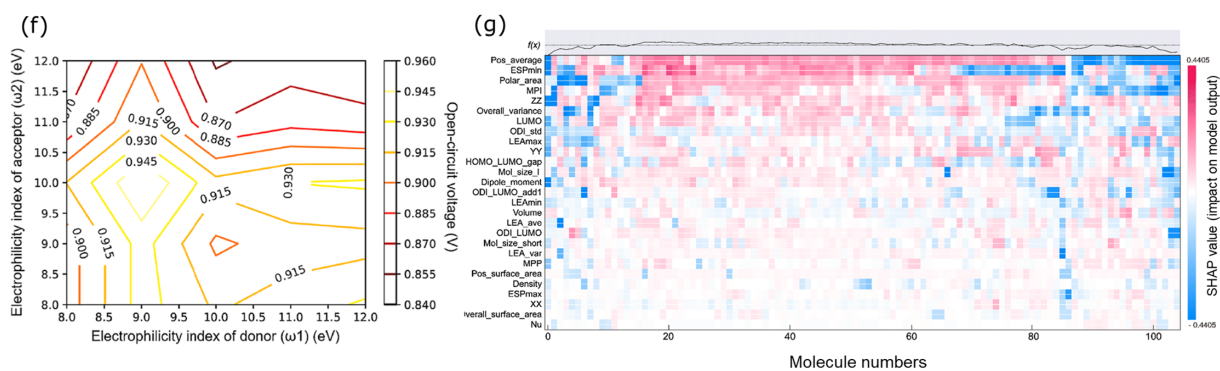 (f)
12.0
11.5
11.0
10.5
10.0
9.5
9.0
8.5
8.0
8.0 8.5 9.0 9.5 10.0 10.5 11.0 11.5 12.0
Electrophilicity index of acceptor (ω2) (eV)
Electrophilicity index of donor (ω1) (eV)
0.870
0.885
0.915
0.900
0.870
0.885
0.930
0.945
0.915
0.930
0.900
0.915
0.915
0.960
0.945
0.930
0.915
0.900
0.885
0.870
0.855
0.840
Open-circuit voltage (V)
(g)
f(x)
Pos_average
ESPmin
Polar_area
MPI
ZZ
Overall_variance
LUMO
ODI_std
LEAmax
YY
HOMO_LUMO_gap
Mol_size_l
Dipole_moment
ODI_LUMO_add1
LEAmin
Volume
LEA_ave
ODI_LUMO
Mol_size_short
LEA_var
MPP
Pos_surface_area
Density
ESPmax
XX
overall_surface_area
Nu
0 20 40 60 80 100
Molecule numbers
0.4405
- 0.4405
SHAP value (impact on model output)